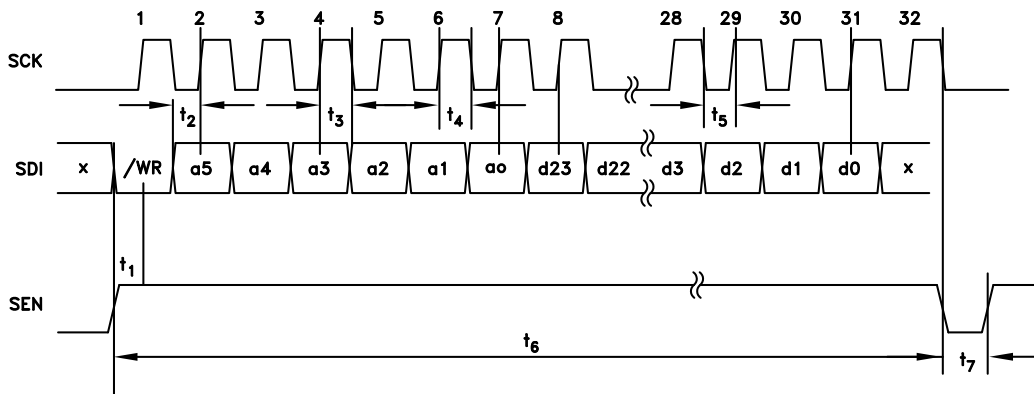 1 2 3 4 5 6 7 8 28 29 30 31 32
SCK
t2 t3 t4 t5
SDI x /WR a5 a4 a3 a2 a1 ao d23 d22 d3 d2 d1 d0 x
t1
SEN
t6
t7